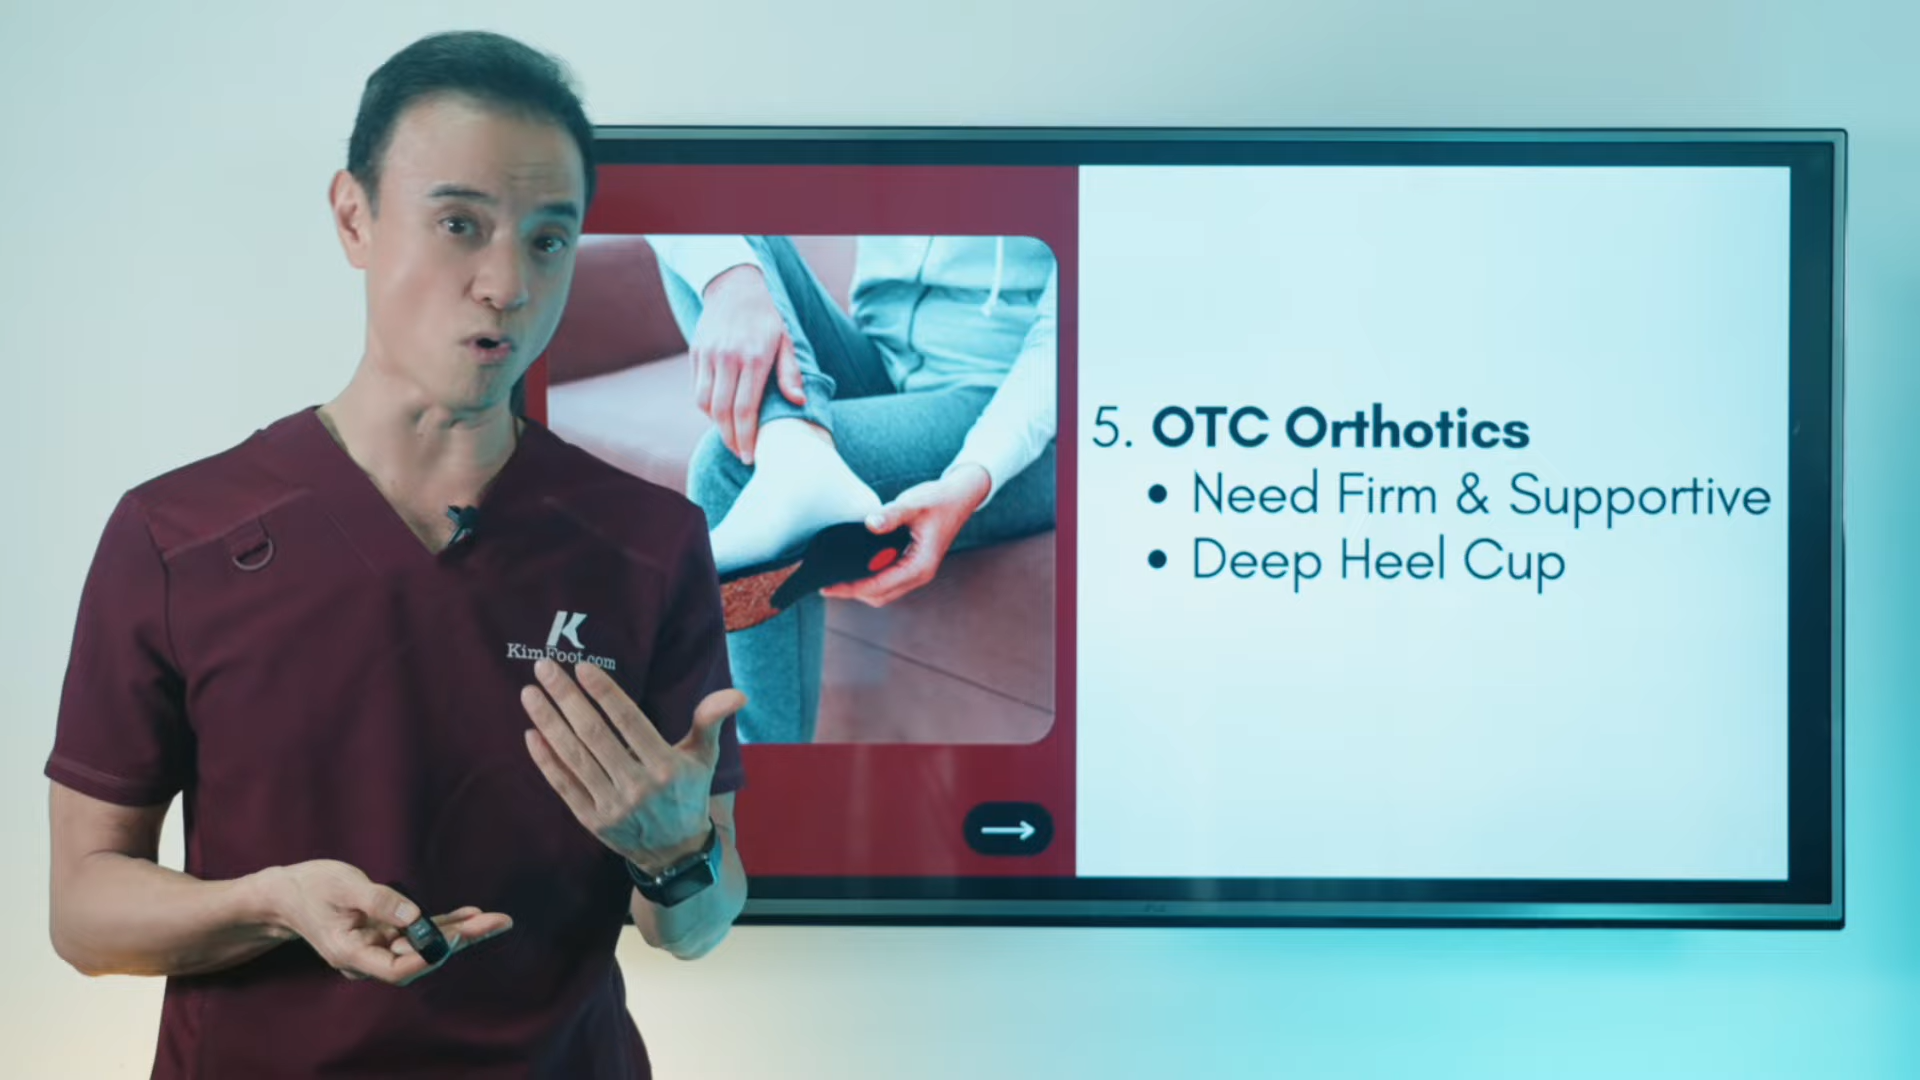 K
KimFoot.com
5. OTC Orthotics
• Need Firm & Supportive
• Deep Heel Cup